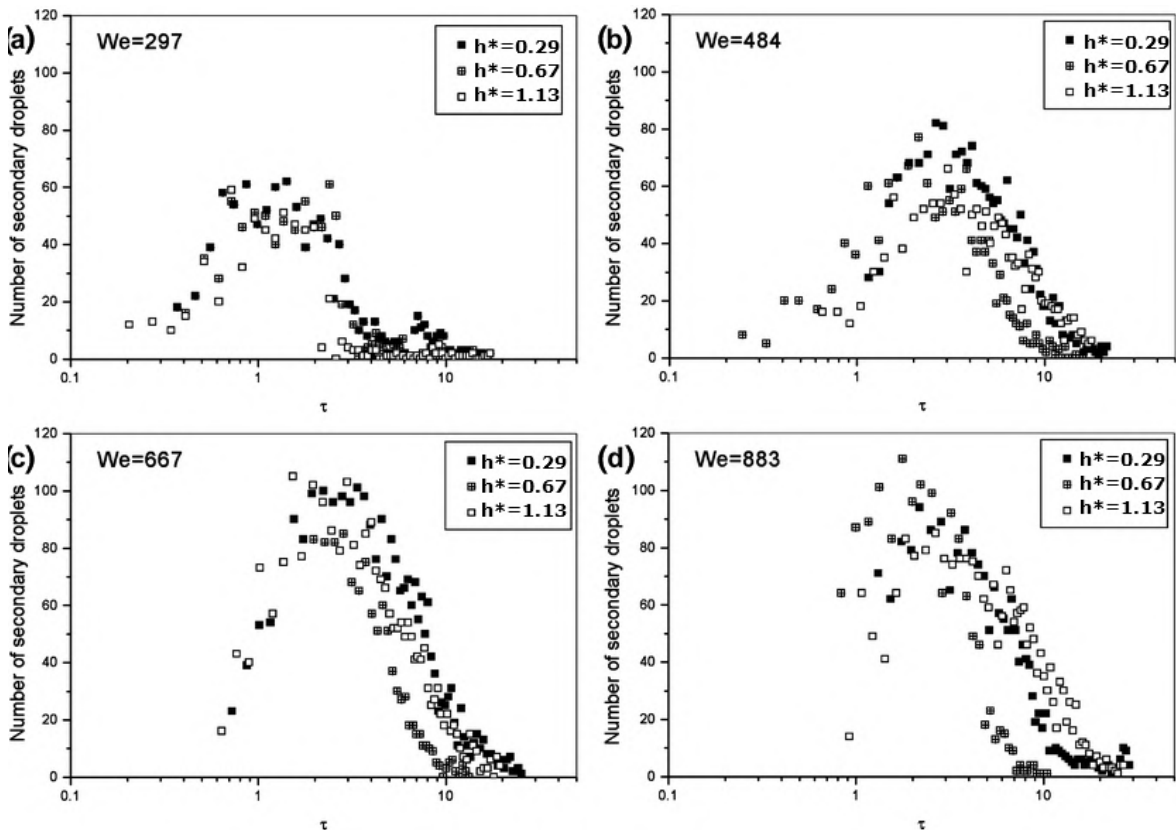 (a)
We=297
h*=0.29
h*=0.67
h*=1.13
Number of secondary droplets
120
100
80
60
40
20
0
0.1
1
10
τ
(b)
We=484
h*=0.29
h*=0.67
h*=1.13
Number of secondary droplets
120
100
80
60
40
20
0
0.1
1
10
τ
(c)
We=667
h*=0.29
h*=0.67
h*=1.13
Number of secondary droplets
120
100
80
60
40
20
0
0.1
1
10
τ
(d)
We=883
h*=0.29
h*=0.67
h*=1.13
Number of secondary droplets
120
100
80
60
40
20
0
0.1
1
10
τ